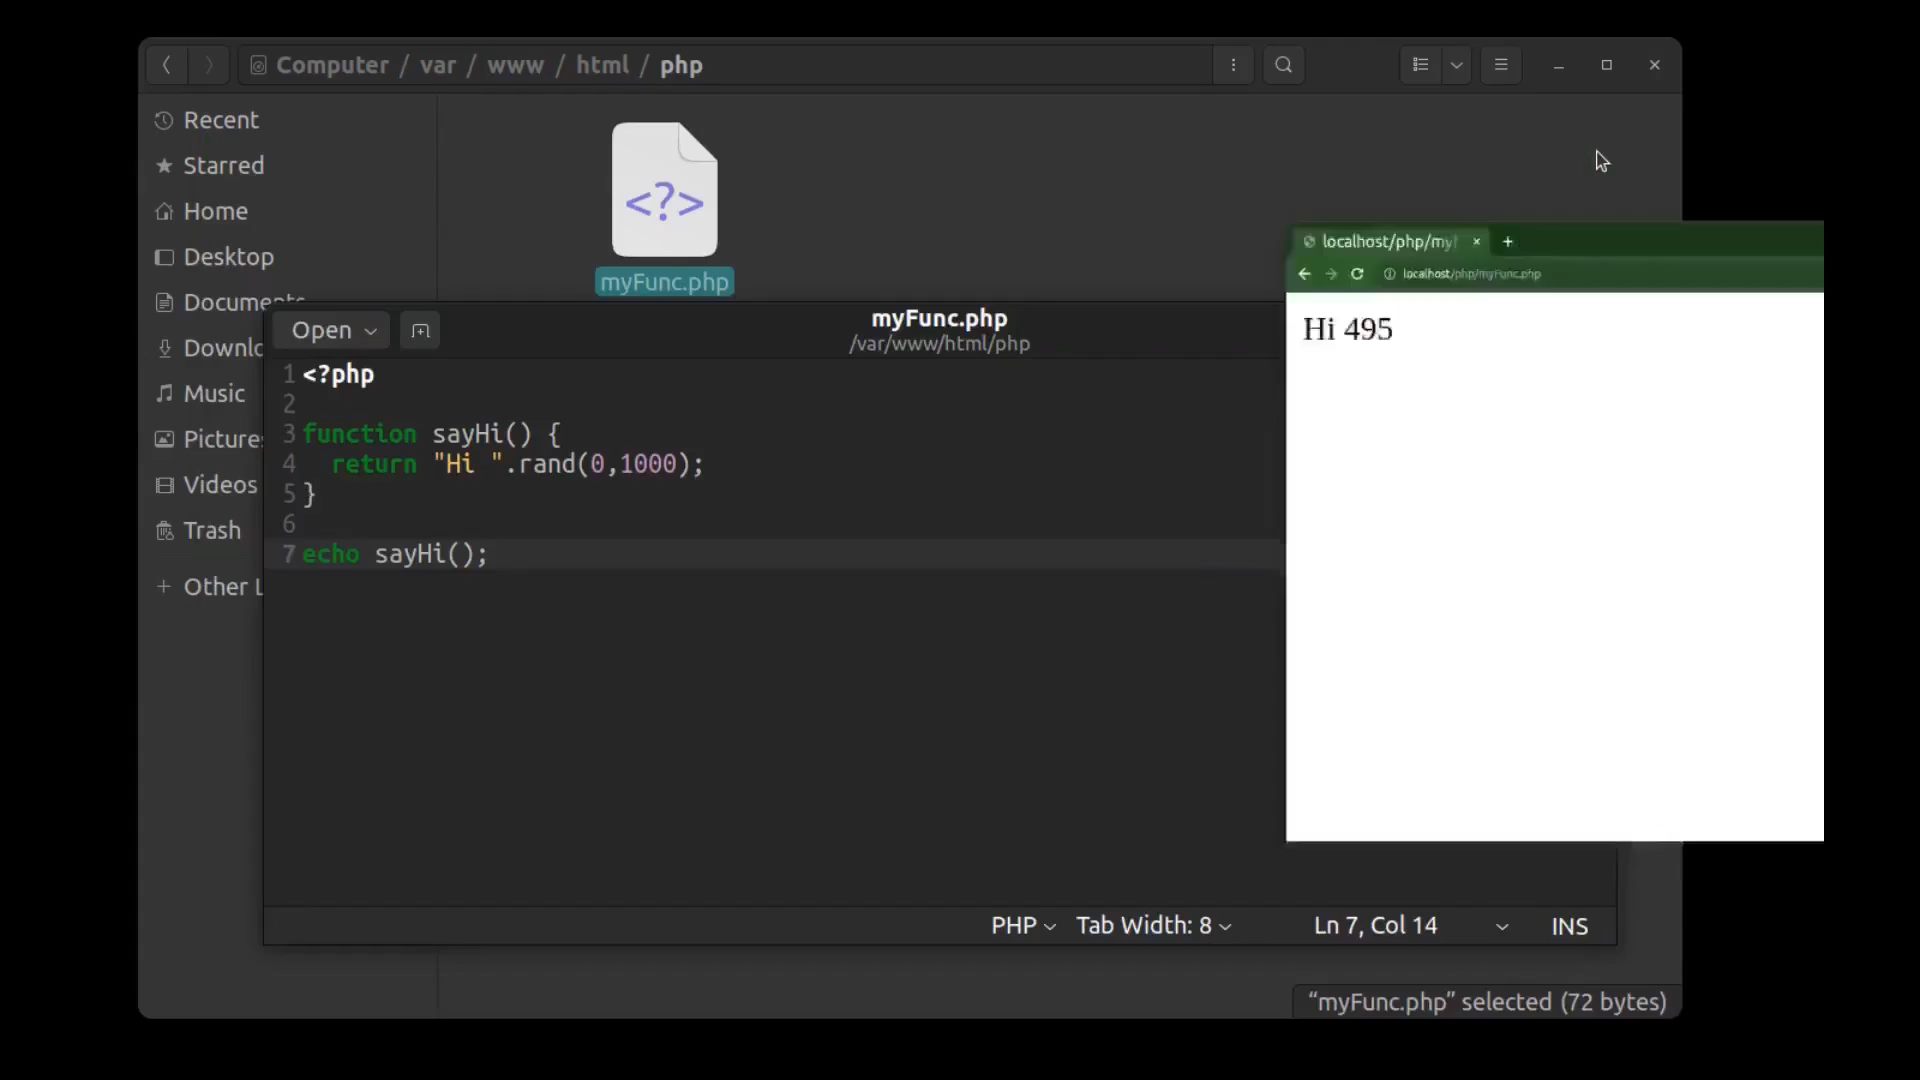 Computer / var / www / html / php
Recent
Starred
Home
Desktop
Documents
Downlo
Music
Pictures
Videos
Trash
+ Other L
<?>
myFunc.php
Open
myFunc.php
/var/www/html/php
1 <?php
2
3 function sayHi() {
4   return "Hi ".rand(0,1000);
5 }
6
7 echo sayHi();
PHP
Tab Width: 8
Ln 7, Col 14
INS
localhost/php/my
localhost/php/myFunc.php
Hi 495
“myFunc.php” selected (72 bytes)